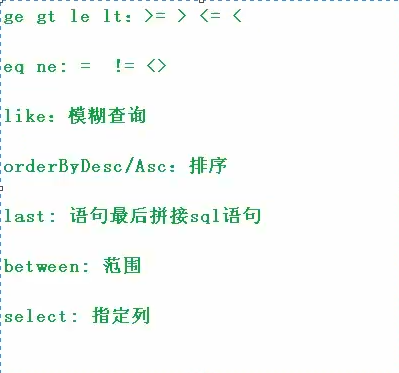 ge gt le lt：>= > <= <
eq ne: =  != <>
like：模糊查询
orderByDesc/Asc：排序
last: 语句最后拼接sql语句
between: 范围
select: 指定列